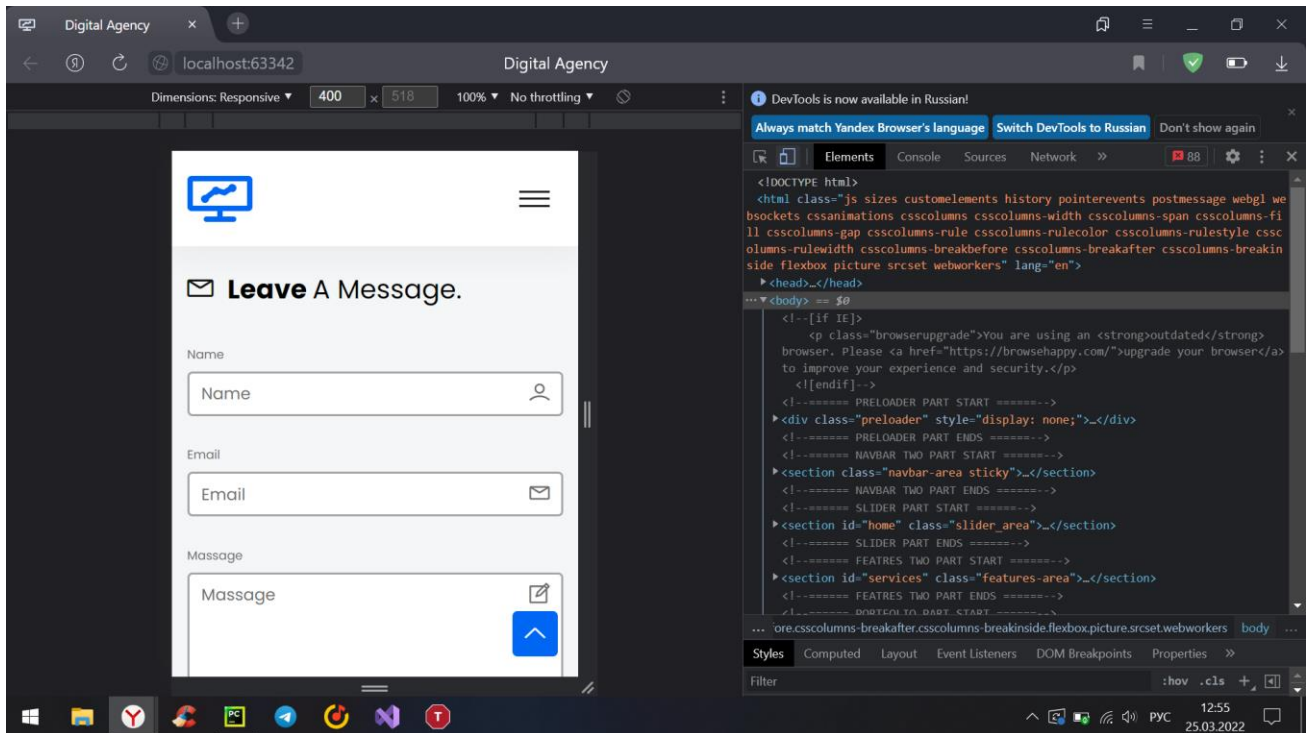 Digital Agency
localhost:63342
Digital Agency
Dimensions: Responsive ▼ 400 × 518 100% ▼ No throttling ▼
Leave A Message.
Name
Name
Email
Email
Massage
Massage
DevTools is now available in Russian!
Always match Yandex Browser's language Switch DevTools to Russian Don't show again
Elements Console Sources Network » 88
<!DOCTYPE html>
<html class="js sizes customelements history pointerevents postmessage webgl we
bsockets cssanimations csscolumns csscolumns-width csscolumns-span csscolumns-fi
ll csscolumns-gap csscolumns-rule csscolumns-rulecolor csscolumns-rulestyle cssc
olumns-rulewidth csscolumns-breakbefore csscolumns-breakafter csscolumns-breakin
side flexbox picture srcset webworkers" lang="en">
▶<head>…</head>
…▼<body> == $0
<!--[if IE]>
<p class="browserupgrade">You are using an <strong>outdated</strong>
browser. Please <a href="https://browsehappy.com/">upgrade your browser</a>
to improve your experience and security.</p>
<![endif]-->
<!--====== PRELOADER PART START ======-->
▶<div class="preloader" style="display: none;">…</div>
<!--====== PRELOADER PART ENDS ======-->
<!--====== NAVBAR TWO PART START ======-->
▶<section class="navbar-area sticky">…</section>
<!--====== NAVBAR TWO PART ENDS ======-->
<!--====== SLIDER PART START ======-->
▶<section id="home" class="slider_area">…</section>
<!--====== SLIDER PART ENDS ======-->
<!--====== FEATRES TWO PART START ======-->
▶<section id="services" class="features-area">…</section>
<!--====== FEATRES TWO PART ENDS ======-->
<!--====== PORTFOLIO PART START ======-->
… ore.csscolumns-breakafter.csscolumns-breakinside.flexbox.picture.srcset.webworkers body …
Styles Computed Layout Event Listeners DOM Breakpoints Properties »
Filter :hov .cls +
РУС 12:55
25.03.2022